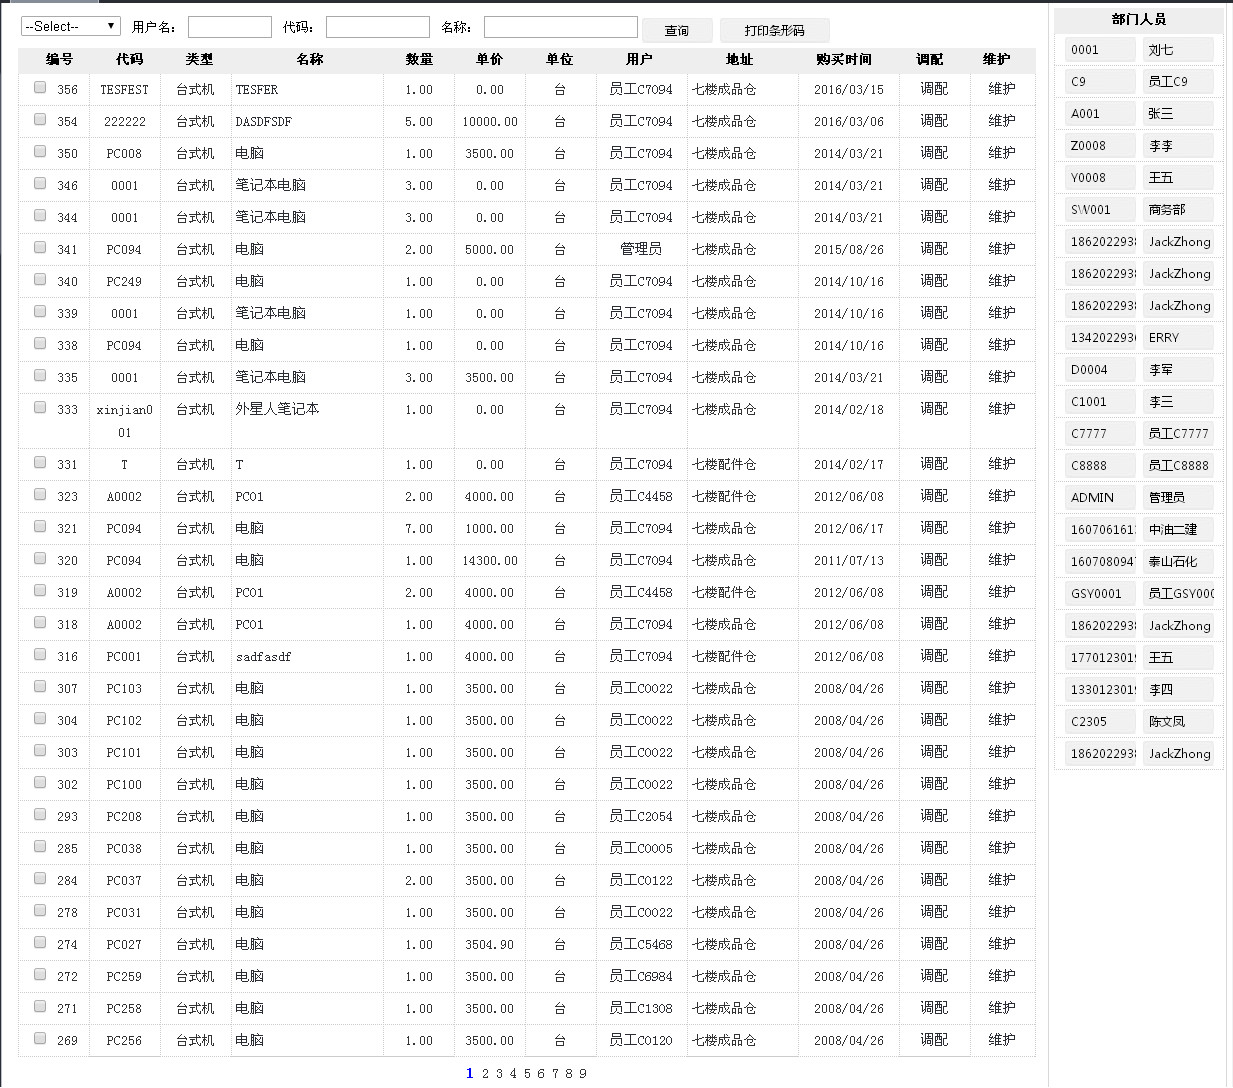 --Select-- 用户名： 代码： 名称： 查询 打印条形码
编号 代码 类型 名称 数量 单价 单位 用户 地址 购买时间 调配 维护
356 TESFEST 台式机 TESFER 1.00 0.00 台 员工C7094 七楼成品仓 2016/03/15 调配 维护
354 222222 台式机 DASDFSDF 5.00 10000.00 台 员工C7094 七楼成品仓 2016/03/06 调配 维护
350 PC008 台式机 电脑 1.00 3500.00 台 员工C7094 七楼成品仓 2014/03/21 调配 维护
346 0001 台式机 笔记本电脑 3.00 0.00 台 员工C7094 七楼成品仓 2014/03/21 调配 维护
344 0001 台式机 笔记本电脑 3.00 0.00 台 员工C7094 七楼成品仓 2014/03/21 调配 维护
341 PC094 台式机 电脑 2.00 5000.00 台 管理员 七楼成品仓 2015/08/26 调配 维护
340 PC249 台式机 电脑 1.00 0.00 台 员工C7094 七楼成品仓 2014/10/16 调配 维护
339 0001 台式机 笔记本电脑 1.00 0.00 台 员工C7094 七楼成品仓 2014/10/16 调配 维护
338 PC094 台式机 电脑 1.00 0.00 台 员工C7094 七楼成品仓 2014/10/16 调配 维护
335 0001 台式机 笔记本电脑 3.00 3500.00 台 员工C7094 七楼成品仓 2014/03/21 调配 维护
333 xinjian0 台式机 外星人笔记本 1.00 0.00 台 员工C7094 七楼成品仓 2014/02/18 调配 维护
01
331 T 台式机 T 1.00 0.00 台 员工C7094 七楼配件仓 2014/02/17 调配 维护
323 A0002 台式机 PC01 2.00 4000.00 台 员工C4458 七楼配件仓 2012/06/08 调配 维护
321 PC094 台式机 电脑 7.00 1000.00 台 员工C7094 七楼成品仓 2012/06/17 调配 维护
320 PC094 台式机 电脑 1.00 14300.00 台 员工C7094 七楼成品仓 2011/07/13 调配 维护
319 A0002 台式机 PC01 2.00 4000.00 台 员工C4458 七楼配件仓 2012/06/08 调配 维护
318 A0002 台式机 PC01 1.00 4000.00 台 员工C7094 七楼成品仓 2012/06/08 调配 维护
316 PC001 台式机 sadfasdf 1.00 4000.00 台 员工C7094 七楼配件仓 2012/06/08 调配 维护
307 PC103 台式机 电脑 1.00 3500.00 台 员工C0022 七楼成品仓 2008/04/26 调配 维护
304 PC102 台式机 电脑 1.00 3500.00 台 员工C0022 七楼成品仓 2008/04/26 调配 维护
303 PC101 台式机 电脑 1.00 3500.00 台 员工C0022 七楼成品仓 2008/04/26 调配 维护
302 PC100 台式机 电脑 1.00 3500.00 台 员工C0022 七楼成品仓 2008/04/26 调配 维护
293 PC208 台式机 电脑 1.00 3500.00 台 员工C2054 七楼成品仓 2008/04/26 调配 维护
285 PC038 台式机 电脑 1.00 3500.00 台 员工C0005 七楼成品仓 2008/04/26 调配 维护
284 PC037 台式机 电脑 2.00 3500.00 台 员工C0122 七楼成品仓 2008/04/26 调配 维护
278 PC031 台式机 电脑 1.00 3500.00 台 员工C0022 七楼成品仓 2008/04/26 调配 维护
274 PC027 台式机 电脑 1.00 3504.90 台 员工C5468 七楼成品仓 2008/04/26 调配 维护
272 PC259 台式机 电脑 1.00 3500.00 台 员工C6984 七楼成品仓 2008/04/26 调配 维护
271 PC258 台式机 电脑 1.00 3500.00 台 员工C1308 七楼成品仓 2008/04/26 调配 维护
269 PC256 台式机 电脑 1.00 3500.00 台 员工C0120 七楼成品仓 2008/04/26 调配 维护
1 2 3 4 5 6 7 8 9
部门人员
0001 刘七
C9 员工C9
A001 张三
Z0008 李李
Y0008 王五
SW001 商务部
1862022938 JackZhong
1862022938 JackZhong
1862022938 JackZhong
1342022936 ERRY
D0004 李军
C1001 李三
C7777 员工C7777
C8888 员工C8888
ADMIN 管理员
160706161 中油二建
1607080947 泰山石化
GSY0001 员工GSY000
1862022938 JackZhong
1770123019 王五
1330123019 李四
C2305 陈文凤
1862022938 JackZhong